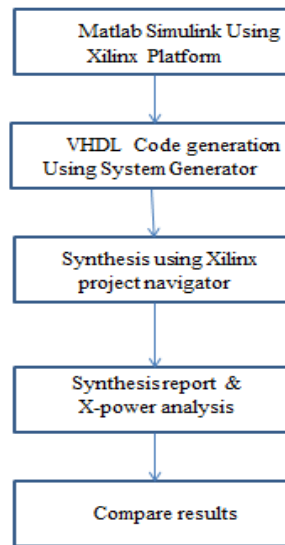 Matlab Simulink Using
Xilinx Platform
VHDL Code generation
Using System Generator
Synthesis using Xilinx
project navigator
Synthesis report &
X-power analysis
Compare results